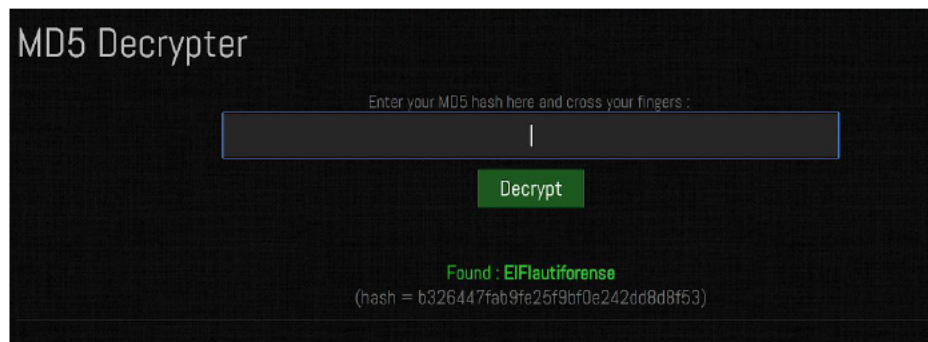 MD5 Decrypter
Enter your MD5 hash here and cross your fingers :
Decrypt
Found : ElFlautiforense
(hash = b326447fab9fe25f9bf0e242dd8d8f53)